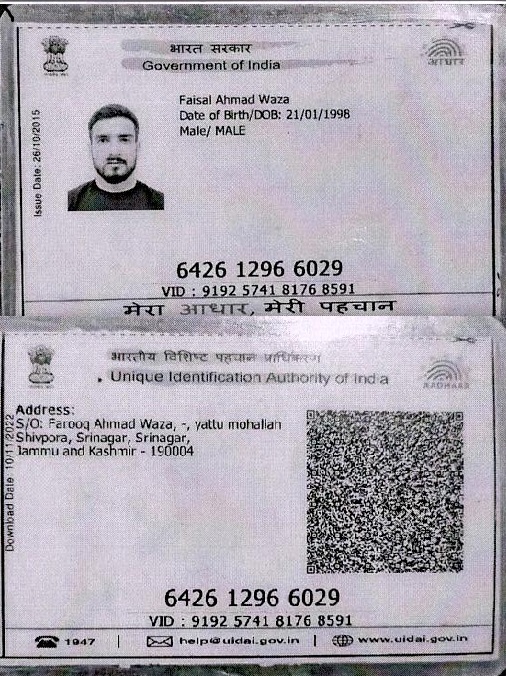 भारत सरकार
Government of India
आधार
Issue Date: 26/10/2015
Faisal Ahmad Waza
Date of Birth/DOB: 21/01/1998
Male/ MALE
6426 1296 6029
VID : 9192 5741 8176 8591
मेरा आधार, मेरी पहचान
भारतीय विशिष्ट पहचान प्राधिकरण
Unique Identification Authority of India
AADHAAR
Download Date: 10/11/2022
Address:
S/O: Farooq Ahmad Waza, -, yattu mohallah
Shivpora, Srinagar, Srinagar,
Jammu and Kashmir - 190004
6426 1296 6029
VID : 9192 5741 8176 8591
1947 | help@uidai.gov.in | www.uidai.gov.in